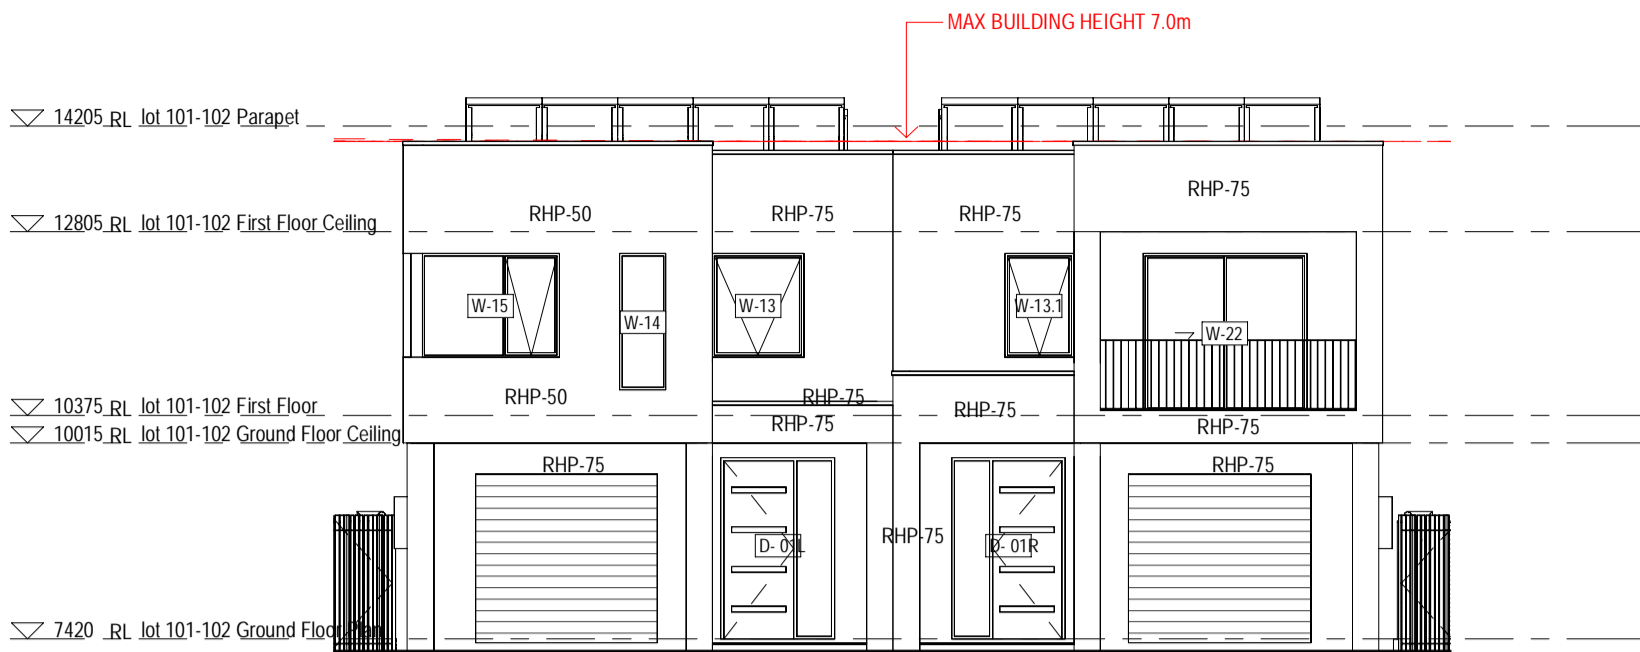 MAX BUILDING HEIGHT 7.0m
14205 RL lot 101-102 Parapet
RHP-75
12805 RL lot 101-102 First Floor Ceiling
RHP-50
RHP-75
RHP-75
W-15
W-14
W-13
W-13.1
W-22
RHP-50
RHP-75
10375 RL lot 101-102 First Floor
RHP-75
RHP-75
RHP-75
10015 RL lot 101-102 Ground Floor Ceiling
RHP-75
RHP-75
RHP-75
D- 01L
D- 01R
7420 RL lot 101-102 Ground Floor Plan